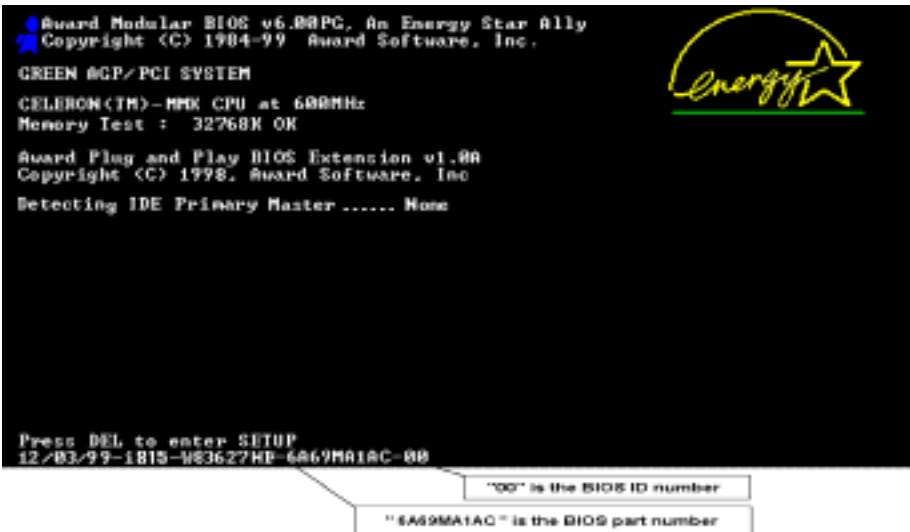 Award Modular BIOS v6.00PG, An Energy Star Ally
Copyright (C) 1984-99 Award Software, Inc.
energy
GREEN AGP/PCI SYSTEM
CELERON(TM)-MMX CPU at 600MHz
Memory Test : 32768K OK
Award Plug and Play BIOS Extension v1.0A
Copyright (C) 1998, Award Software, Inc
Detecting IDE Primary Master ...... None
Press DEL to enter SETUP
12/03/99-i815-W83627HF-6A69MA1AC-00
"00" is the BIOS ID number
"6A69MA1AC" is the BIOS part number